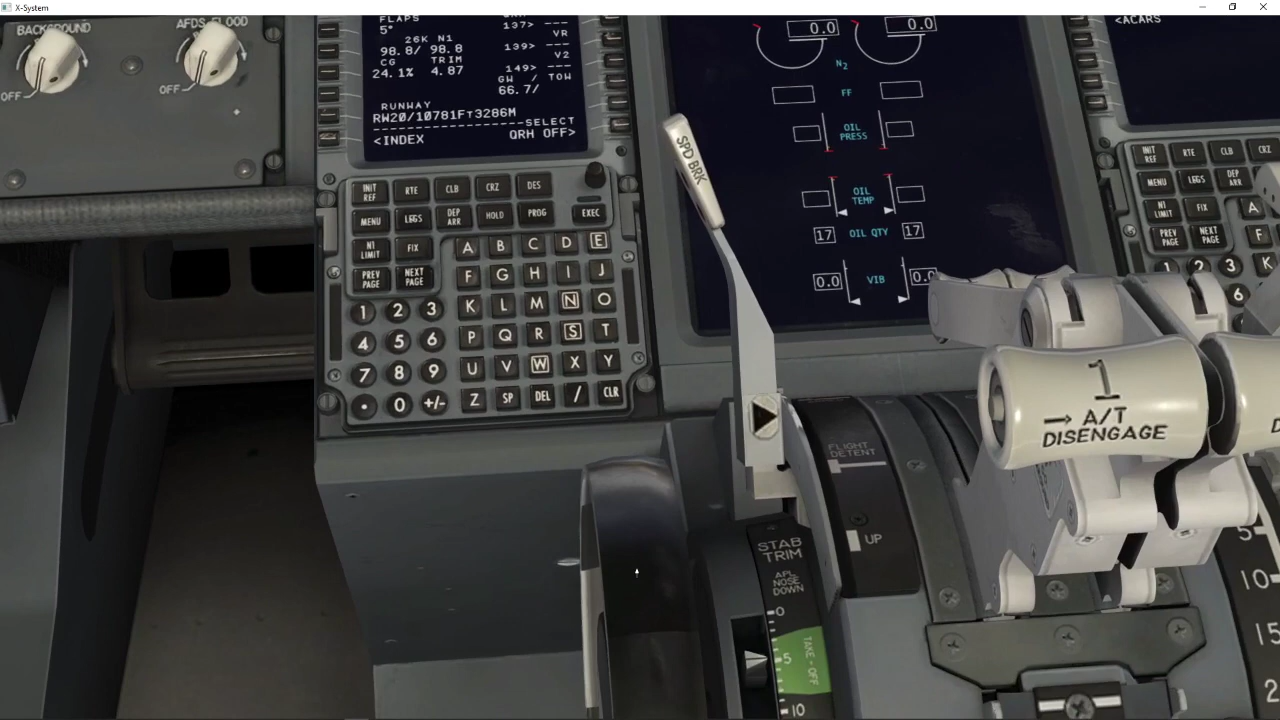 X-System
BACKGROUND
AFDS FLOOD
OFF
OFF
FLAPS
5°
137> ---
26K N1
VR
98.8/ 98.8
139> ---
CG TRIM
V2
24.1% 4.87
149> ---
GW / TOW
66.7/
RUNWAY
RW20/10781FT3286M
--------SELECT
<INDEX
QRH OFF>
INIT REF
RTE
CLB
CRZ
DES
MENU
LEGS
DEP ARR
HOLD
PROG
EXEC
N1 LIMIT
FIX
PREV PAGE
NEXT PAGE
A B C D E
F G H I J
K L M N O
P Q R S T
U V W X Y
Z SP DEL / CLR
1 2 3
4 5 6
7 8 9
. 0 +/-
SPD BRK
0.0
0.0
N2
FF
OIL PRESS
OIL TEMP
17 OIL QTY 17
0.0 VIB 0.0
<ACARS
INIT REF
RTE
CLB
CRZ
MENU
LEGS
DEP ARR
N1 LIMIT
FIX
A
PREV PAGE
NEXT PAGE
F
1 2 3
K
6
1
→ A/T
DISENGAGE
FLIGHT
DETENT
UP
STAB
TRIM
APL
NOSE
DOWN
0
5
TAKE-OFF
10
5
10
15
2